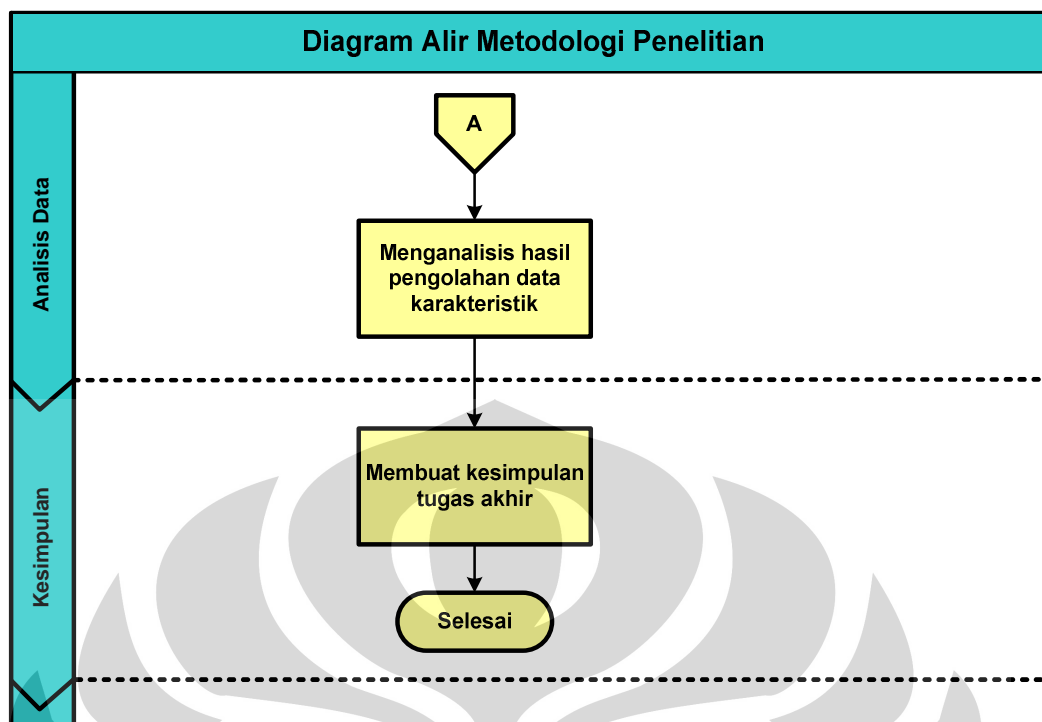 Diagram Alir Metodologi Penelitian
Analisis Data
A
Menganalisis hasil
pengolahan data
karakteristik
Kesimpulan
Membuat kesimpulan
tugas akhir
Selesai